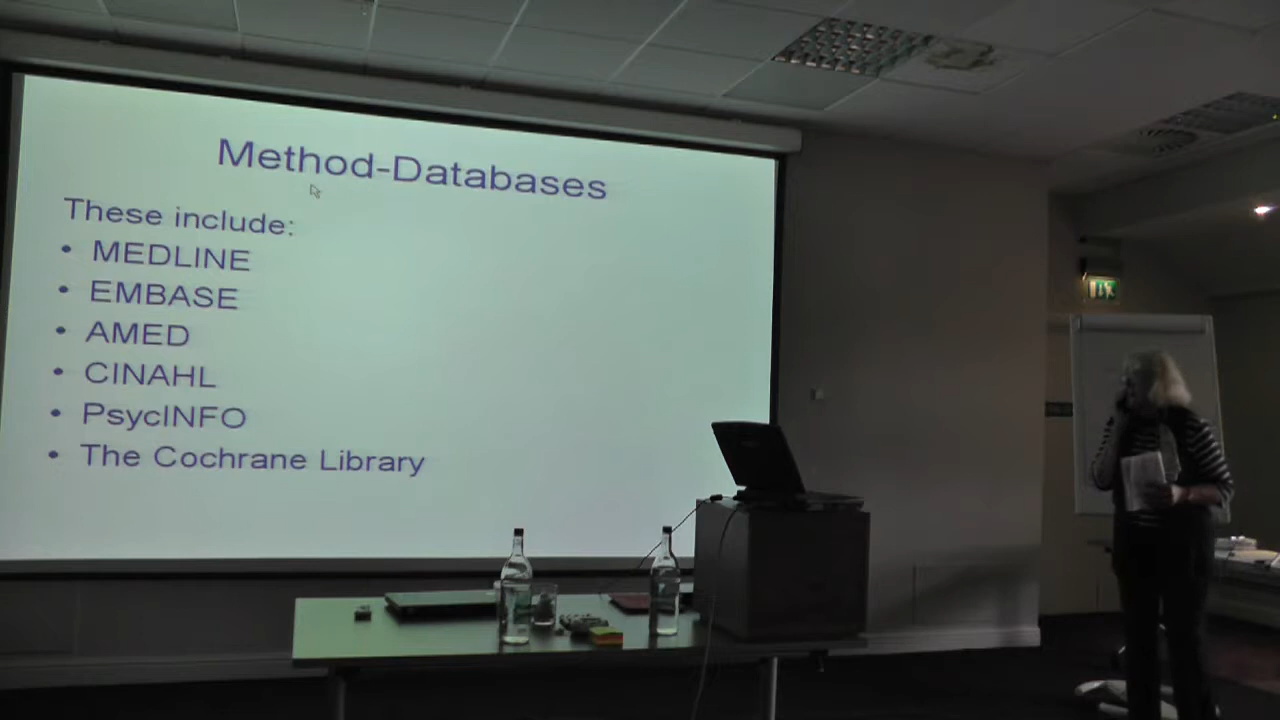 Method-Databases
These include:
• MEDLINE
• EMBASE
• AMED
• CINAHL
• PsycINFO
• The Cochrane Library